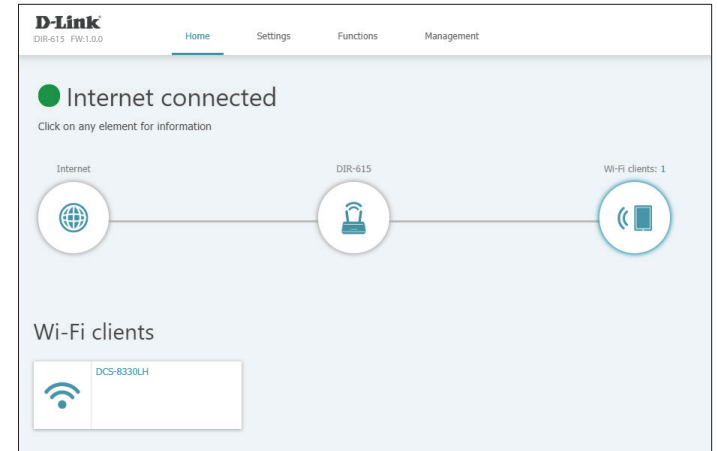 D-Link
DIR-615 FW:1.0.0
Home Settings Functions Management
Internet connected
Click on any element for information
Internet DIR-615 Wi-Fi clients: 1
Wi-Fi clients
DCS-8330LH